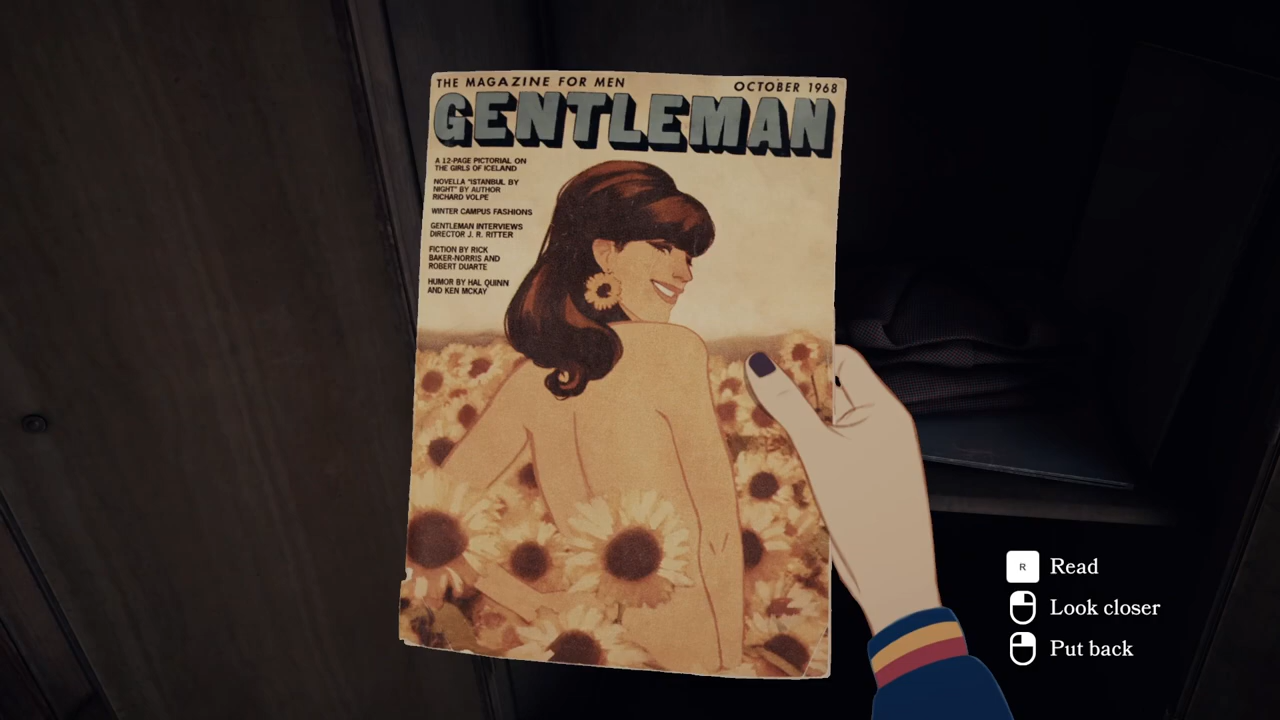 THE MAGAZINE FOR MEN
OCTOBER 1968
GENTLEMAN
A 12-PAGE PICTORIAL ON
THE GIRLS OF ICELAND
NOVELLA "ISTANBUL BY
NIGHT" BY AUTHOR
RICHARD VOLPE
WINTER CAMPUS FASHIONS
GENTLEMAN INTERVIEWS
DIRECTOR J. R. RITTER
FICTION BY RICK
BAKER-NORRIS AND
ROBERT DUARTE
HUMOR BY HAL QUINN
AND KEN MCKAY
R Read
Look closer
Put back